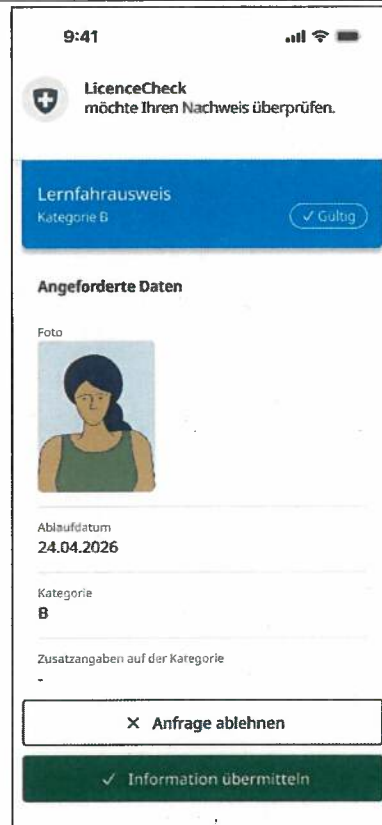 9:41
LicenceCheck
möchte Ihren Nachweis überprüfen.
Lernfahrausweis
Kategorie B
✓ Gültig
Angeforderte Daten
Foto
Ablaufdatum
24.04.2026
Kategorie
B
Zusatzangaben auf der Kategorie
-
✕ Anfrage ablehnen
✓ Information übermitteln